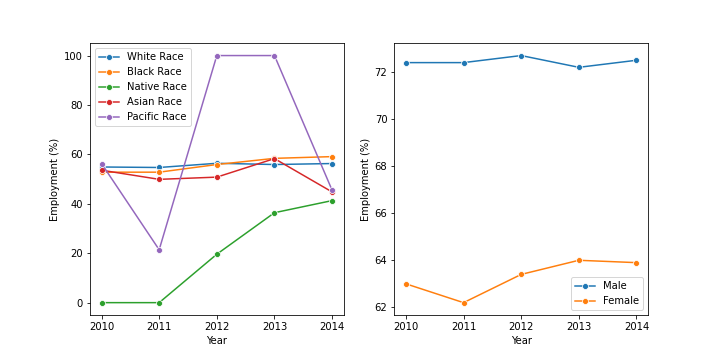 100
80
60
40
20
0
Employment (%)
White Race
Black Race
Native Race
Asian Race
Pacific Race
2010 2011 2012 2013 2014
Year
72
70
68
66
64
62
Employment (%)
Male
Female
2010 2011 2012 2013 2014
Year